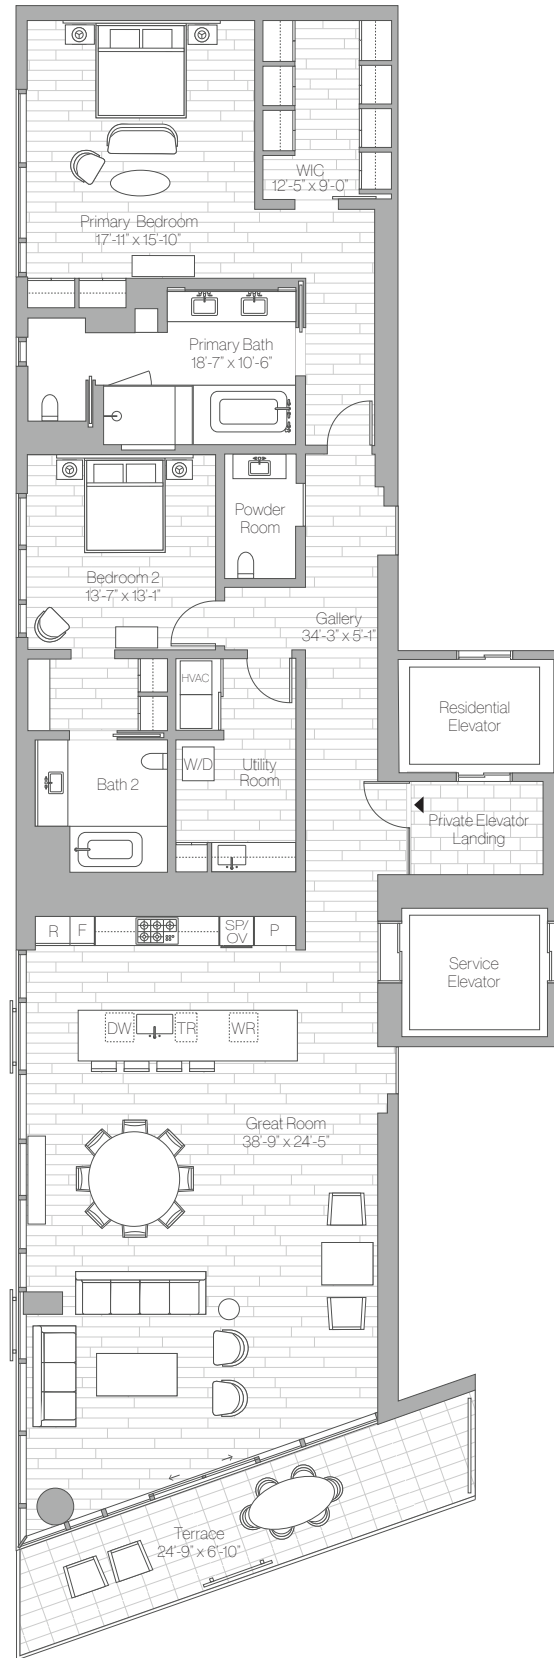 WIC
12'-5" x 9'-0"
Primary Bedroom
17'-11" x 15'-10"
Primary Bath
18'-7" x 10'-6"
Powder
Room
Bedroom 2
13'-7" x 13'-1"
Gallery
34'-3" x 5'-1"
HVAC
Residential
Elevator
W/D
Utility
Room
Bath 2
Private Elevator
Landing
R
F
SP/
OV
P
Service
Elevator
DW
TR
WR
Great Room
38'-9" x 24'-5"
Terrace
24'-9" x 6'-10"